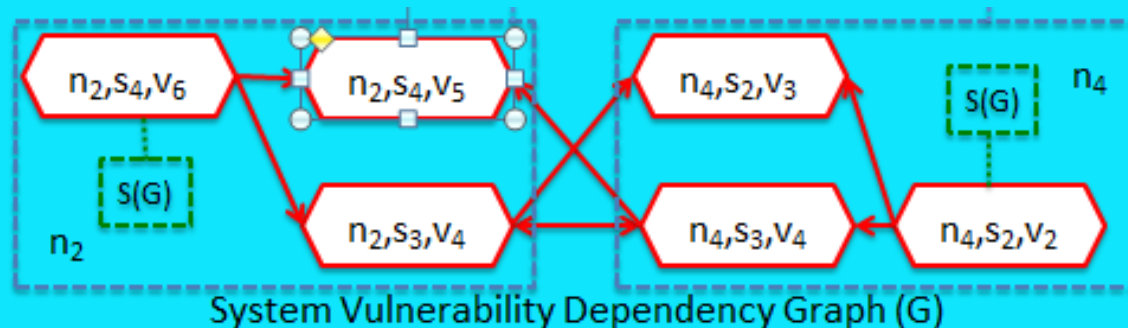 n₂,s₄,v₆
n₂,s₄,v₅
n₄,s₂,v₃
n₄
S(G)
S(G)
n₂
n₂,s₃,v₄
n₄,s₃,v₄
n₄,s₂,v₂
System Vulnerability Dependency Graph (G)